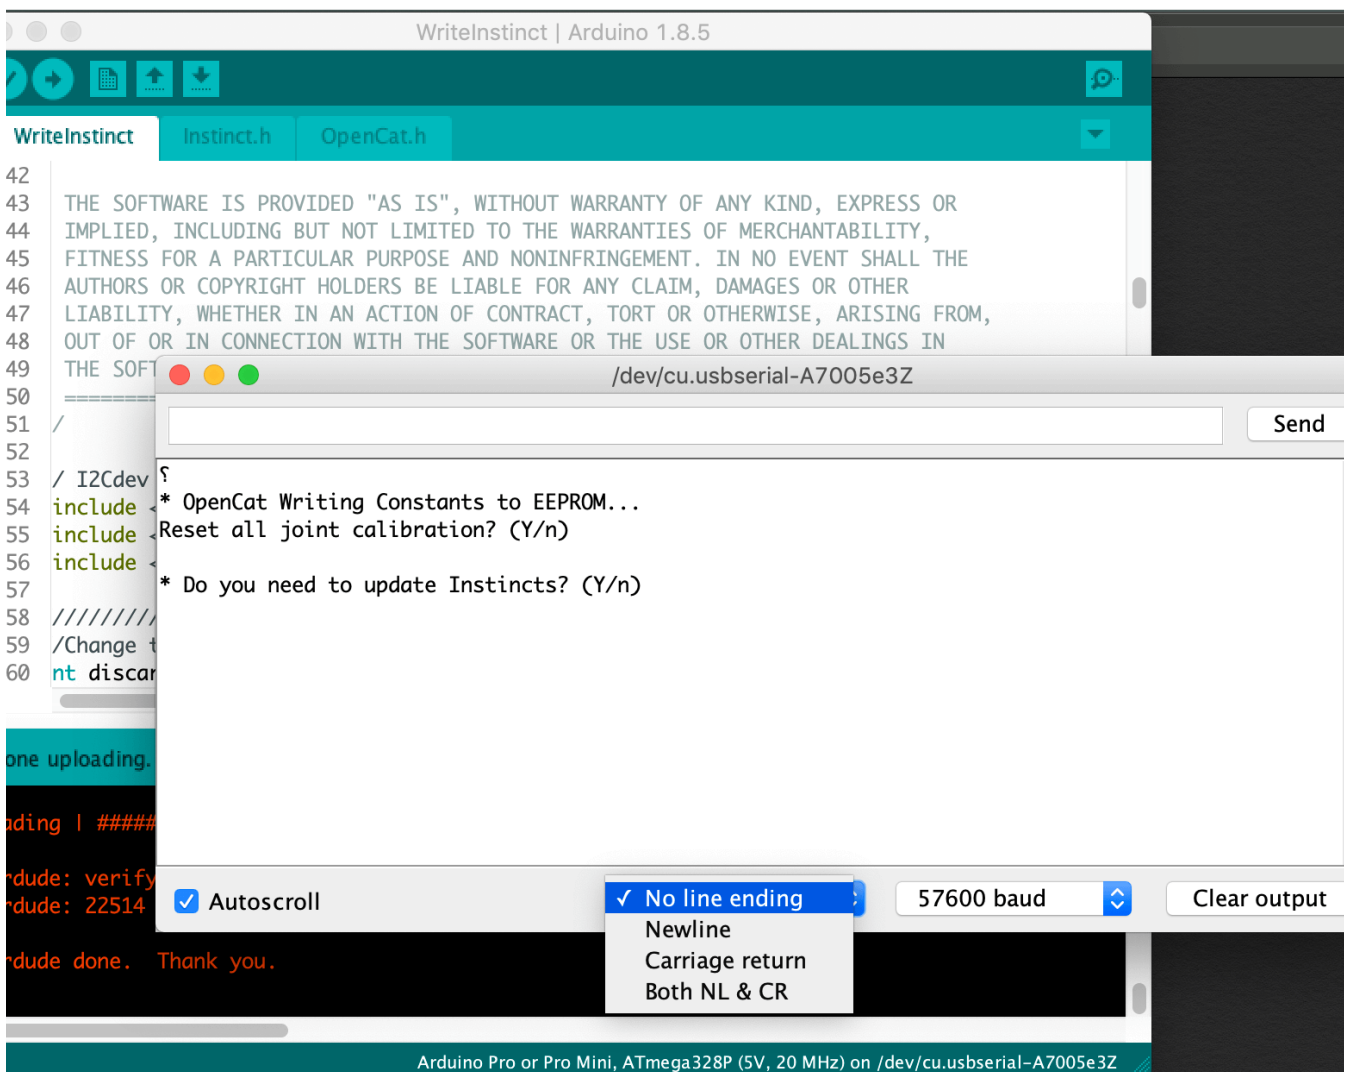 WriteInstinct | Arduino 1.8.5
WriteInstinct
Instinct.h
OpenCat.h
42
43 THE SOFTWARE IS PROVIDED "AS IS", WITHOUT WARRANTY OF ANY KIND, EXPRESS OR
44 IMPLIED, INCLUDING BUT NOT LIMITED TO THE WARRANTIES OF MERCHANTABILITY,
45 FITNESS FOR A PARTICULAR PURPOSE AND NONINFRINGEMENT. IN NO EVENT SHALL THE
46 AUTHORS OR COPYRIGHT HOLDERS BE LIABLE FOR ANY CLAIM, DAMAGES OR OTHER
47 LIABILITY, WHETHER IN AN ACTION OF CONTRACT, TORT OR OTHERWISE, ARISING FROM,
48 OUT OF OR IN CONNECTION WITH THE SOFTWARE OR THE USE OR OTHER DEALINGS IN
49 THE SOFT
50 ========
51 /
52
53 / I2Cdev
54 include <
55 include <
56 include <
57
58 /////////
59 /Change t
60 nt discar
/dev/cu.usbserial-A7005e3Z
Send
⸮
* OpenCat Writing Constants to EEPROM...
Reset all joint calibration? (Y/n)
* Do you need to update Instincts? (Y/n)
Autoscroll
✓ No line ending
Newline
Carriage return
Both NL & CR
57600 baud
Clear output
one uploading.
ading | #####
rdude: verify
rdude: 22514
rdude done.  Thank you.
Arduino Pro or Pro Mini, ATmega328P (5V, 20 MHz) on /dev/cu.usbserial-A7005e3Z